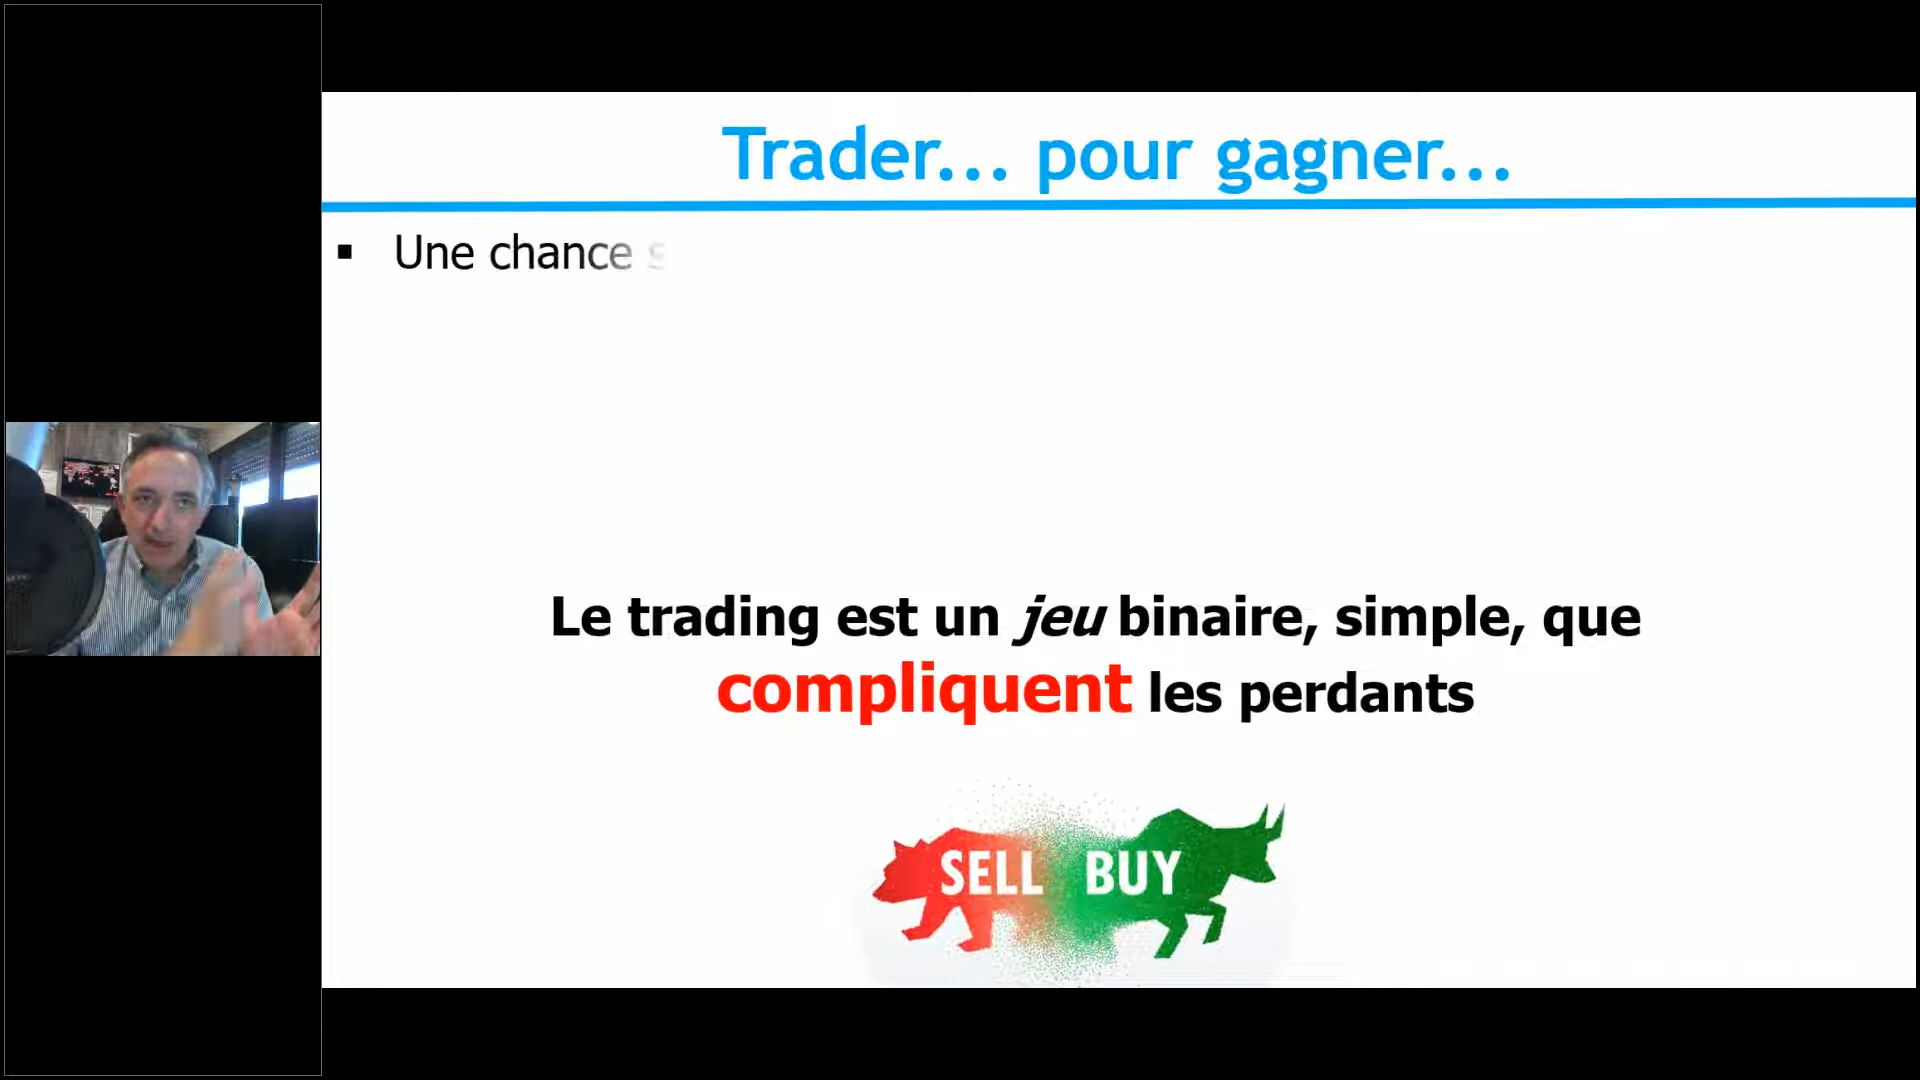 Trader... pour gagner...
▪ Une chance s
Le trading est un jeu binaire, simple, que
compliquent les perdants
SELL BUY